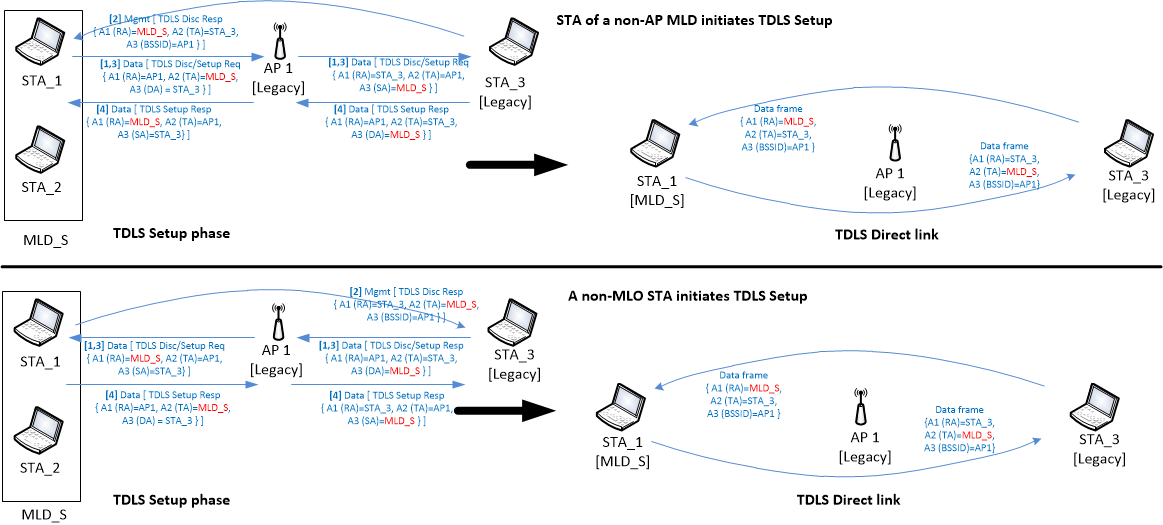 STA of a non-AP MLD initiates TDLS Setup
[2] Mgmt [ TDLS Disc Resp
{ A1 (RA)=MLD_S, A2 (TA)=STA_3,
A3 (BSSID)=AP1 } ]
STA_1
[1,3] Data [ TDLS Disc/Setup Req
{ A1 (RA)=AP1, A2 (TA)=MLD_S,
A3 (DA) = STA_3 } ]
AP 1
[Legacy]
[1,3] Data [ TDLS Disc/Setup Req
{ A1 (RA)=STA_3, A2 (TA)=AP1,
A3 (SA)=MLD_S } ]
STA_3
[Legacy]
[4] Data [ TDLS Setup Resp
{ A1 (RA)=MLD_S, A2 (TA)=AP1,
A3 (SA)=STA_3} ]
[4] Data [ TDLS Setup Resp
{ A1 (RA)=AP1, A2 (TA)=STA_3,
A3 (DA)=MLD_S } ]
STA_2
MLD_S
TDLS Setup phase
Data frame
{ A1 (RA)=MLD_S,
A2 (TA)=STA_3,
A3 (BSSID)=AP1 }
STA_1
[MLD_S]
AP 1
[Legacy]
Data frame
{A1 (RA)=STA_3,
A2 (TA)=MLD_S,
A3 (BSSID)=AP1}
STA_3
[Legacy]
TDLS Direct link
A non-MLO STA initiates TDLS Setup
[2] Mgmt [ TDLS Disc Resp
{ A1 (RA)=STA_3, A2 (TA)=MLD_S,
A3 (BSSID)=AP1 } }
STA_1
[1,3] Data [ TDLS Disc/Setup Req
{ A1 (RA)=MLD_S, A2 (TA)=AP1,
A3 (SA)=STA_3} ]
AP 1
[Legacy]
[1,3] Data [ TDLS Disc/Setup Resp
{ A1 (RA)=AP1, A2 (TA)=STA_3,
A3 (DA)=MLD_S } ]
STA_3
[Legacy]
[4] Data [ TDLS Setup Resp
{ A1 (RA)=AP1, A2 (TA)=MLD_S,
A3 (DA) = STA_3 } ]
[4] Data [ TDLS Setup Resp
{ A1 (RA)=STA_3, A2 (TA)=AP1,
A3 (SA)=MLD_S } ]
STA_2
MLD_S
TDLS Setup phase
Data frame
{ A1 (RA)=MLD_S,
A2 (TA)=STA_3,
A3 (BSSID)=AP1 }
STA_1
[MLD_S]
AP 1
[Legacy]
Data frame
{A1 (RA)=STA_3,
A2 (TA)=MLD_S,
A3 (BSSID)=AP1}
STA_3
[Legacy]
TDLS Direct link